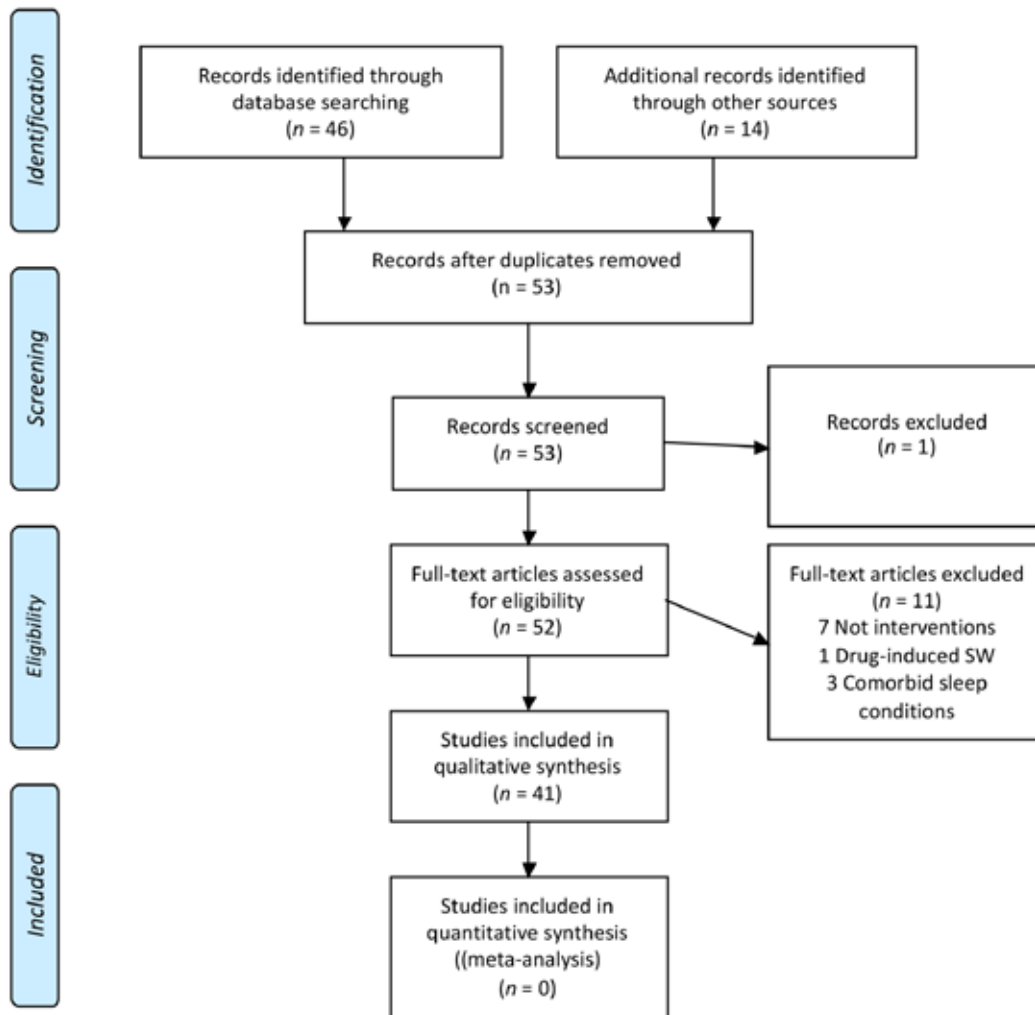 Identification
Records identified through
database searching
(n = 46)
Additional records identified
through other sources
(n = 14)
Records after duplicates removed
(n = 53)
Screening
Records screened
(n = 53)
Records excluded
(n = 1)
Eligibility
Full-text articles assessed
for eligibility
(n = 52)
Full-text articles excluded
(n = 11)
7 Not interventions
1 Drug-induced SW
3 Comorbid sleep
conditions
Studies included in
qualitative synthesis
(n = 41)
Included
Studies included in
quantitative synthesis
((meta-analysis)
(n = 0)